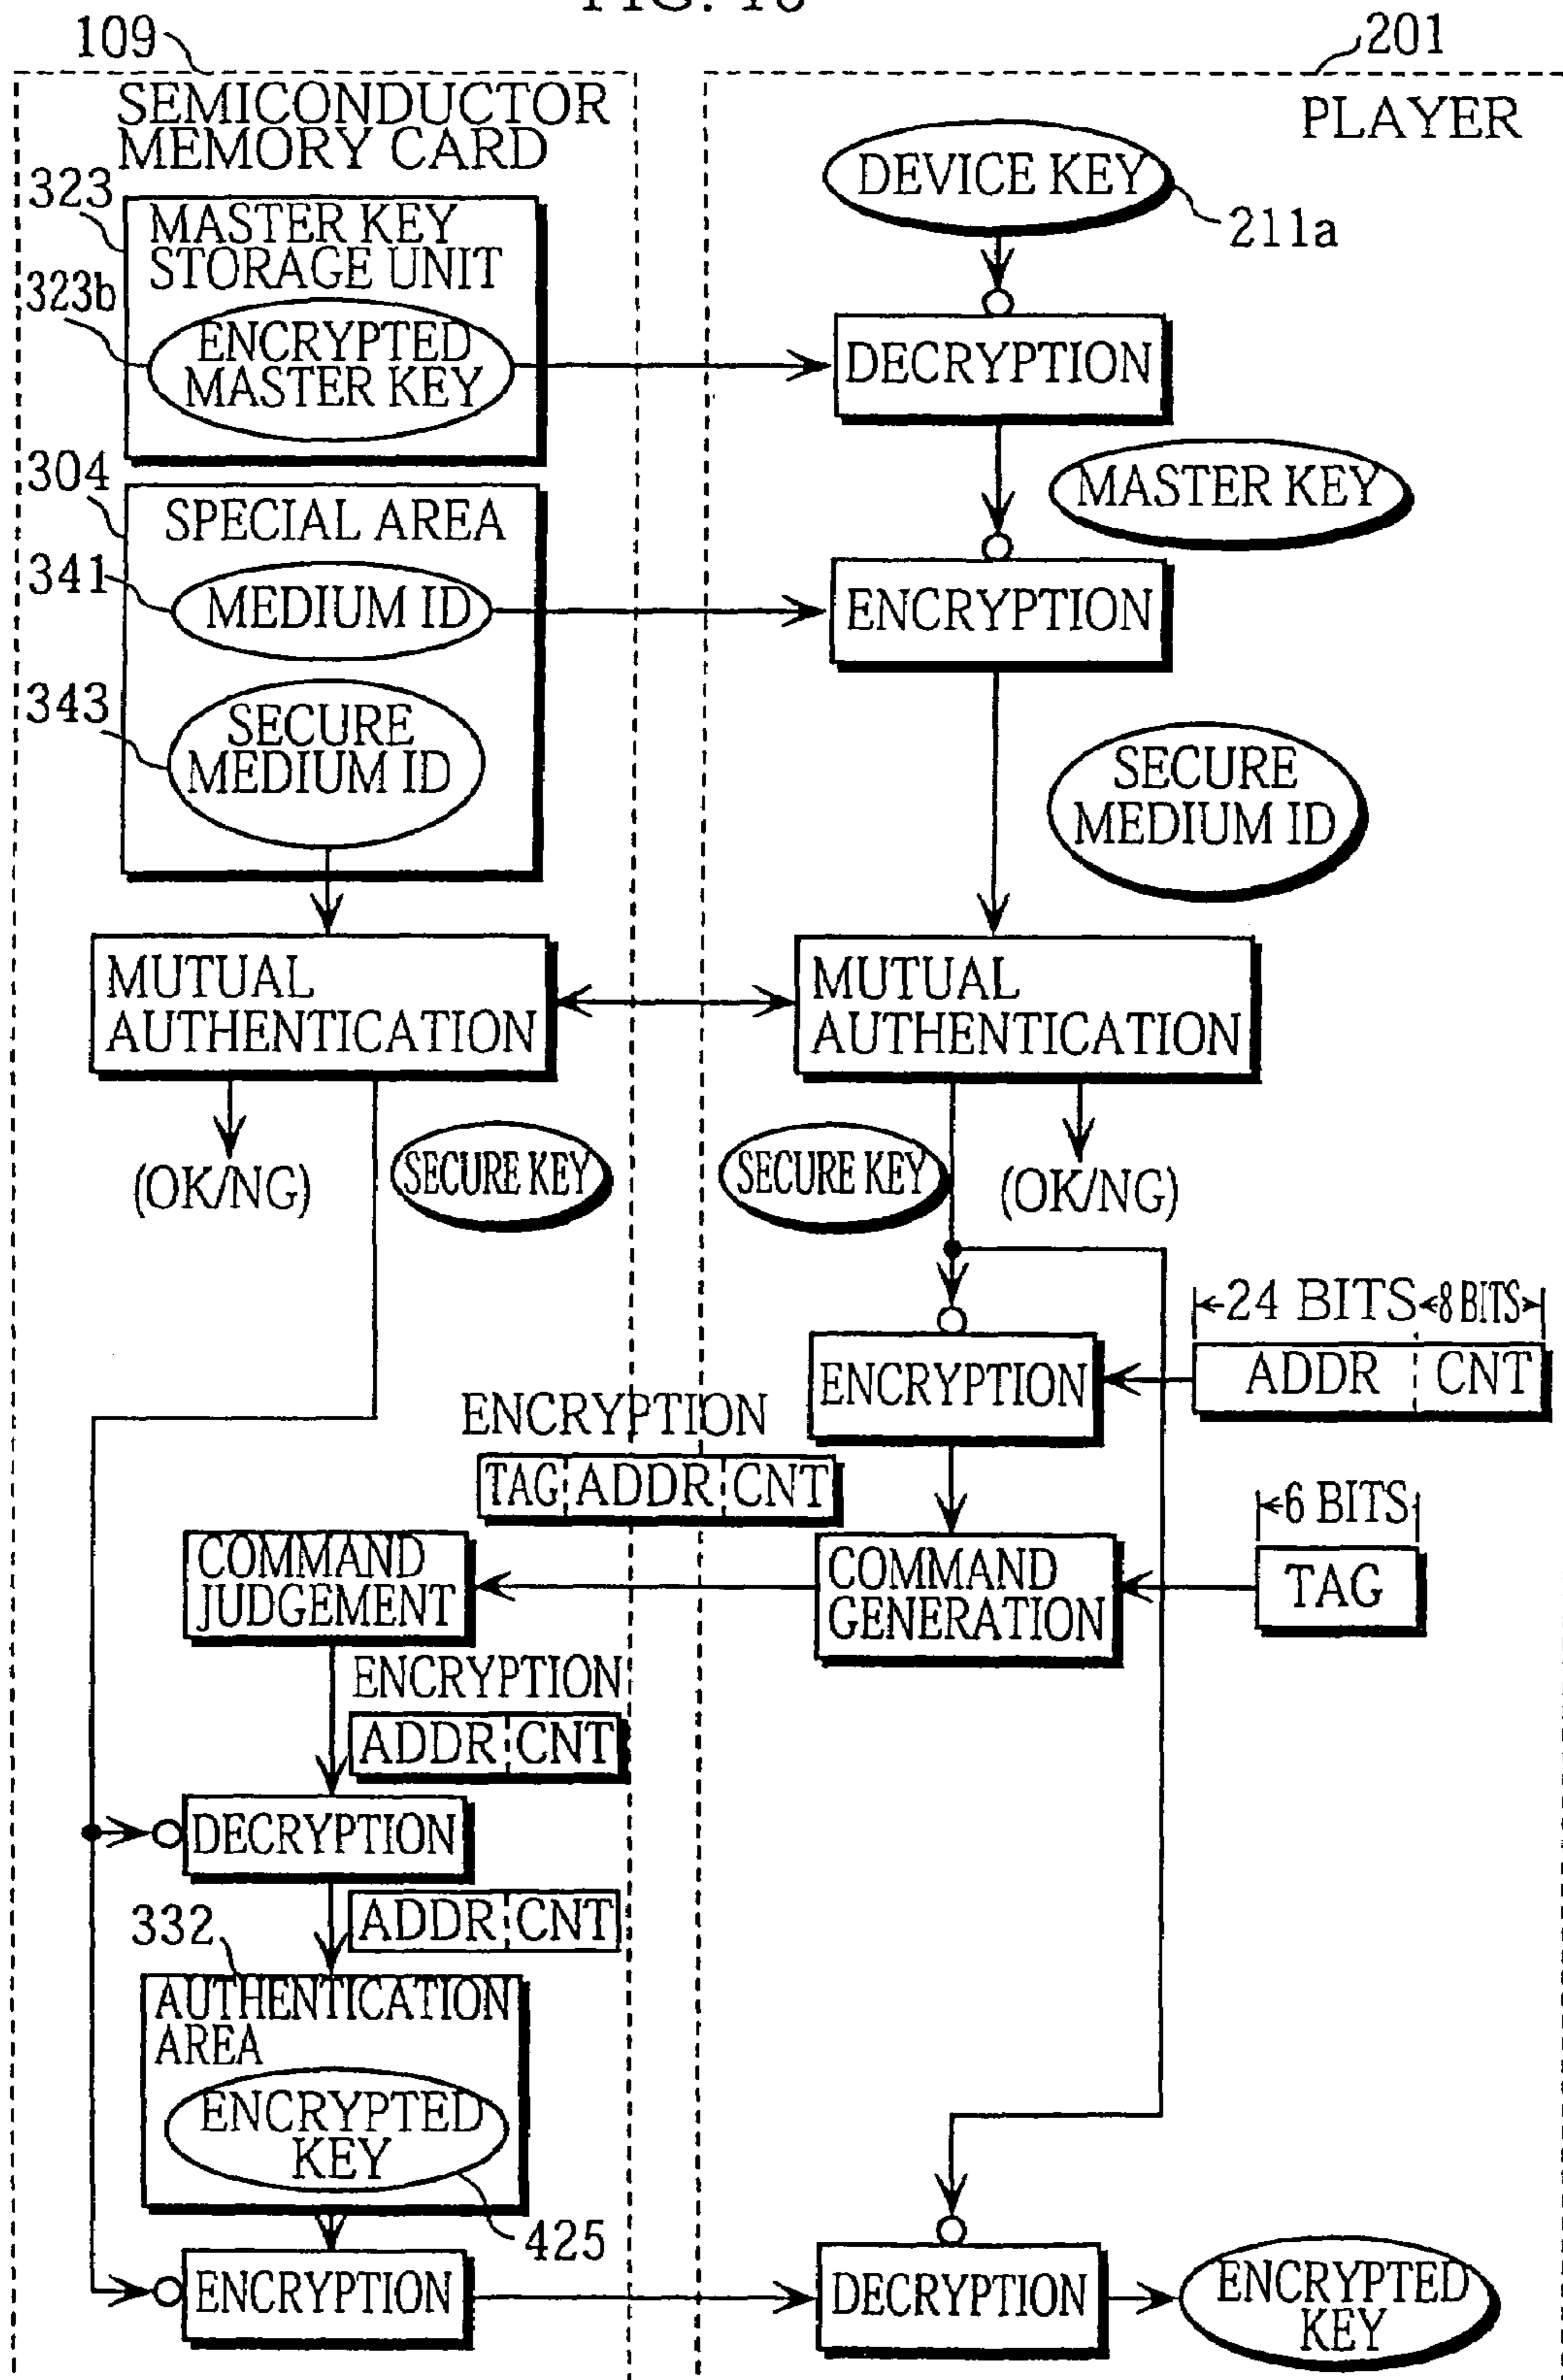 109
201
SEMICONDUCTOR
MEMORY CARD
PLAYER
323
MASTER KEY
STORAGE UNIT
323b
ENCRYPTED
MASTER KEY
DEVICE KEY
211a
DECRYPTION
MASTER KEY
304
SPECIAL AREA
341
MEDIUM ID
ENCRYPTION
343
SECURE
MEDIUM ID
SECURE
MEDIUM ID
MUTUAL
AUTHENTICATION
MUTUAL
AUTHENTICATION
(OK/NG)
SECURE KEY
SECURE KEY
(OK/NG)
24 BITS
8 BITS
ENCRYPTION
ADDR
CNT
ENCRYPTION
TAG ADDR CNT
6 BITS
COMMAND
JUDGEMENT
COMMAND
GENERATION
TAG
ENCRYPTION
ADDR CNT
DECRYPTION
ADDR CNT
332
AUTHENTICATION
AREA
ENCRYPTED
KEY
425
ENCRYPTION
DECRYPTION
ENCRYPTED
KEY